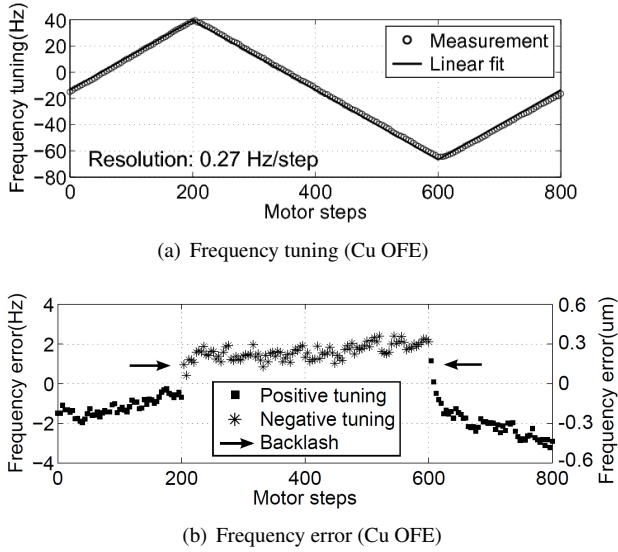 40
20
0
−20
−40
−60
−80
Frequency tuning(Hz)
Measurement
Linear fit
Resolution: 0.27 Hz/step
0 200 400 600 800
Motor steps
(a) Frequency tuning (Cu OFE)
4
2
0
−2
−4
Frequency error(Hz)
0.6
0.3
0
-0.3
-0.6
Frequency error(um)
Positive tuning
Negative tuning
Backlash
0 200 400 600 800
Motor steps
(b) Frequency error (Cu OFE)